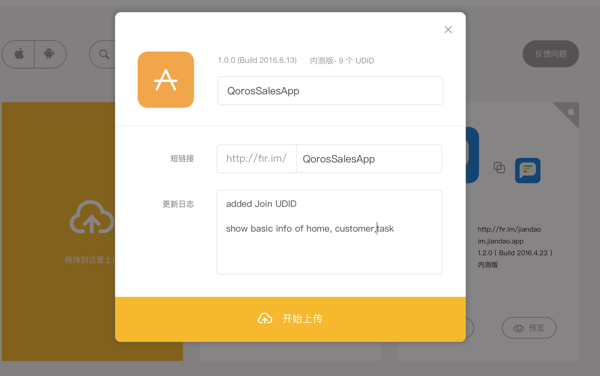 反馈问题
1.0.0 (Build 2016.6.13) 内测版- 9 个 UDID
QorosSalesApp
短链接 http://fir.im/ QorosSalesApp
更新日志
added Join UDID
show basic info of home, customer,task
开始上传
拖拽到这里上
http://fir.im/jiandao
im.jiandao.app
1.2.0 ( Build 2016.4.23 )
内测版
预览